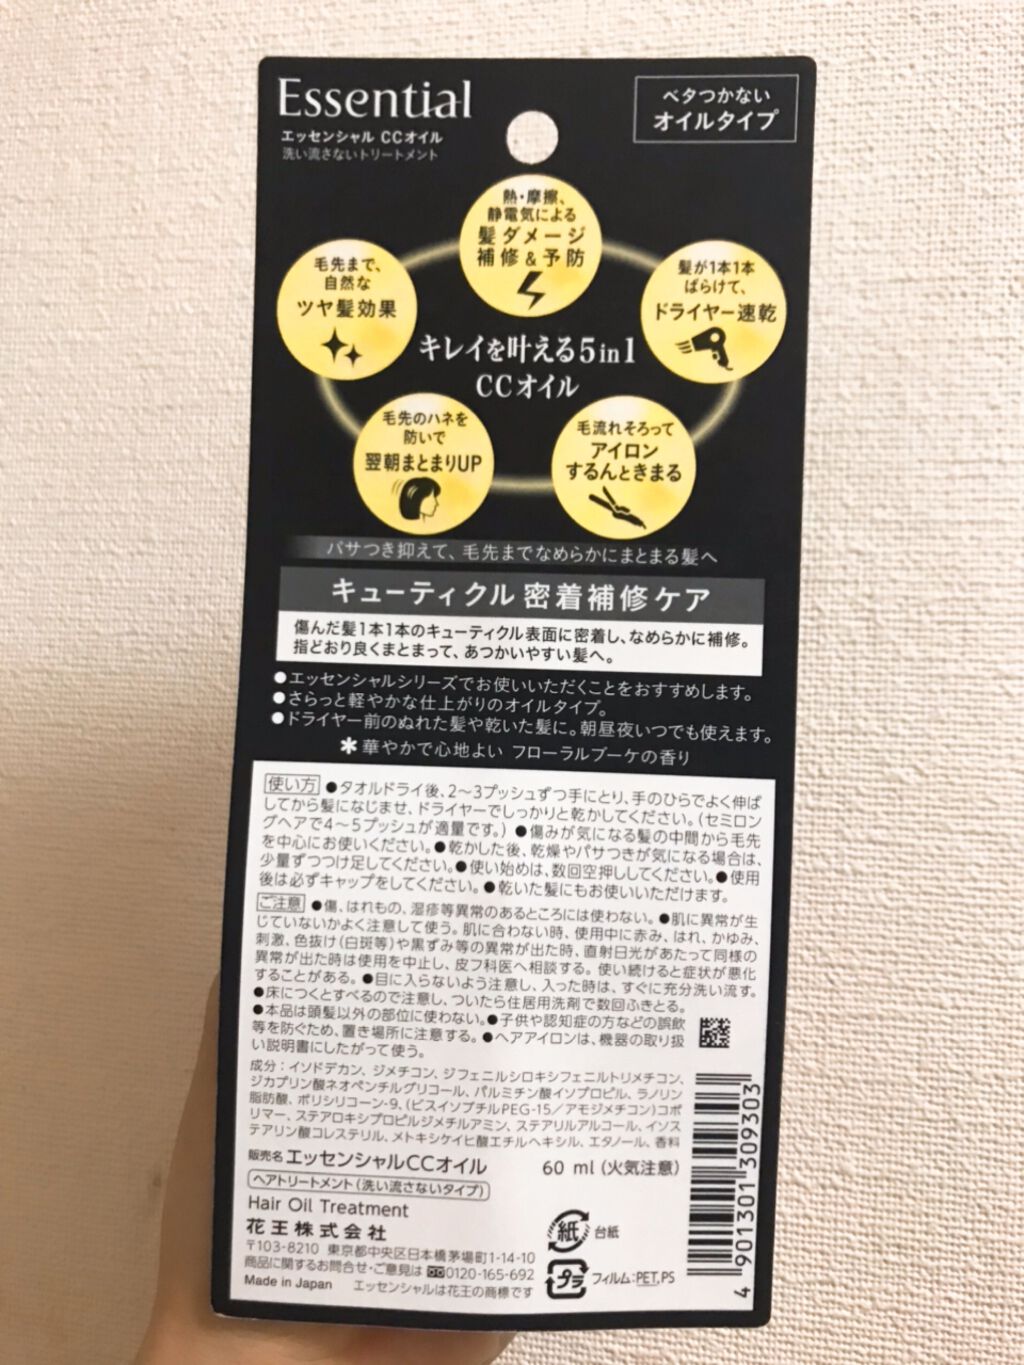 Essential
エッセンシャル CCオイル
洗い流さないトリートメント
ベタつかない
オイルタイプ
熱・摩擦、
静電気による
髪ダメージ
補修&予防
毛先まで、
自然な
ツヤ髪効果
髪が1本1本
ばらけて、
ドライヤー速乾
キレイを叶える5in1
CCオイル
毛先のハネを
防いで
翌朝まとまりUP
毛流れそろって
アイロン
するんときまる
パサつき抑えて、毛先までなめらかにまとまる髪へ
キューティクル 密着補修ケア
傷んだ髪1本1本のキューティクル表面に密着し、なめらかに補修。
指どおり良くまとまって、あつかいやすい髪へ。
●エッセンシャルシリーズでお使いいただくことをおすすめします。
●さらっと軽やかな仕上がりのオイルタイプ。
●ドライヤー前のぬれた髪や乾いた髪に。朝昼夜いつでも使えます。
✱華やかで心地よい フローラルブーケの香り
使い方 ●タオルドライ後、2〜3プッシュずつ手にとり、手のひらでよく伸ば
してから髪になじませ、ドライヤーでしっかりと乾かしてください。(セミロン
グヘアで4〜5プッシュが適量です。) ●傷みが気になる髪の中間から毛先
を中心にお使いください。●乾かした後、乾燥やパサつきが気になる場合は、
少量ずつつけ足してください。●使い始めは、数回空押ししてください。●使用
後は必ずキャップをしてください。●乾いた髪にもお使いいただけます。
ご注意 ●傷、はれもの、湿疹等異常のあるところには使わない。●肌に異常が生
じていないかよく注意して使う。肌に合わない時、使用中に赤み、はれ、かゆみ、
刺激、色抜け(白斑等)や黒ずみ等の異常が出た時、直射日光があたって同様の
異常が出た時は使用を中止し、皮フ科医へ相談する。使い続けると症状が悪化
することがある。●目に入らないよう注意し、入った時は、すぐに充分洗い流す。
●床につくとすべるので注意し、ついたら住居用洗剤で数回ふきとる。
●本品は頭髪以外の部位に使わない。●子供や認知症の方などの誤飲
等を防ぐため、置き場所に注意する。●ヘアアイロンは、機器の取り扱
い説明書にしたがって使う。
成分：イソドデカン、ジメチコン、ジフェニルシロキシフェニルトリメチコン、
ジカプリン酸ネオペンチルグリコール、パルミチン酸イソプロピル、ラノリン
脂肪酸、ポリシリコーン-9、(ビスイソブチルPEG-15/アモジメチコン)コポ
リマー、ステアロキシプロピルジメチルアミン、ステアリルアルコール、イソス
テアリン酸コレステリル、メトキシケイヒ酸エチルヘキシル、エタノール、香料
販売名 エッセンシャルCCオイル
60 ml (火気注意)
ヘアトリートメント(洗い流さないタイプ)
Hair Oil Treatment
花王株式会社
〒103-8210 東京都中央区日本橋茅場町1-14-10
商品に関するお問合せ・ご意見は 0120-165-692
Made in Japan エッセンシャルは花王の商標です
紙 台紙
プラ フィルム:PET,PS
4 901301 309303